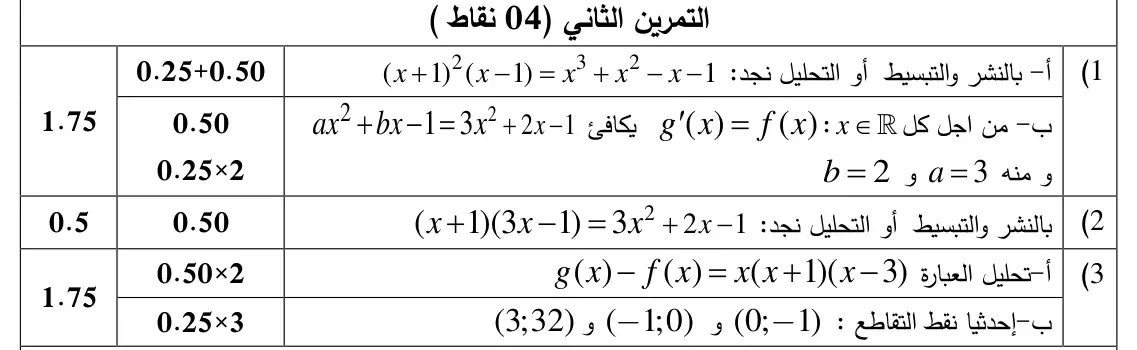 التمرين الثاني (04 نقاط )
1) أ- بالنشر والتبسيط أو التحليل نجد: (x+1)²(x−1) = x³ + x² − x −1 0.25+0.50
ب- من اجل كل x∈ℝ : g′(x) = f(x) يكافئ ax² +bx−1=3x² + 2x−1 0.50 1.75
و منه a=3 و b=2 0.25×2
2) بالنشر والتبسيط أو التحليل نجد: (x+1)(3x−1) = 3x² + 2x −1 0.50 0.5
3) أ-تحليل العبارة g(x)− f(x) = x(x+1)(x−3) 0.50×2 1.75
ب-إحدثيا نقط التقاطع : (0;−1) و (−1;0) و (3;32) 0.25×3